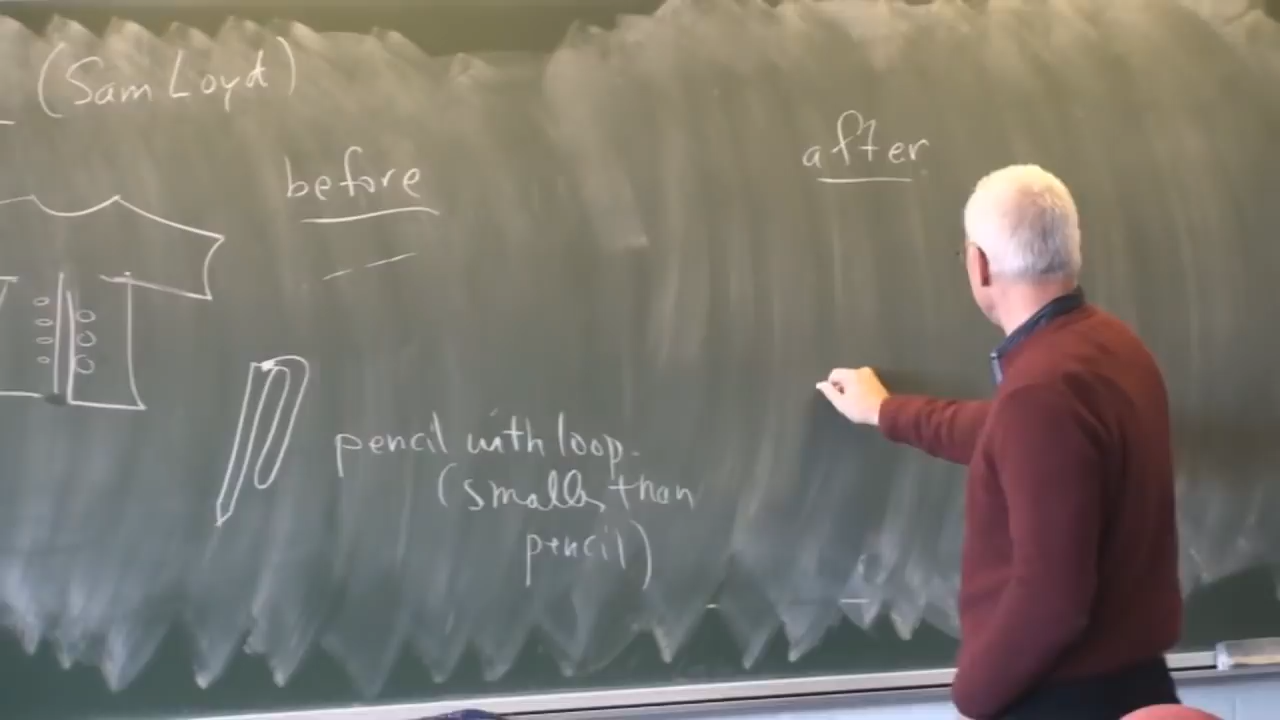 (Sam Loyd)
before
after
pencil with loop.
(smaller than
pencil)